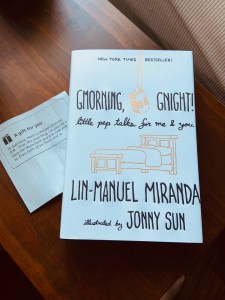 NEW YORK TIMES BESTSELLER!
GMORNING, GNIGHT!
little pep talks for me & you
LIN-MANUEL MIRANDA
illustrated by JONNY SUN
A gift for you